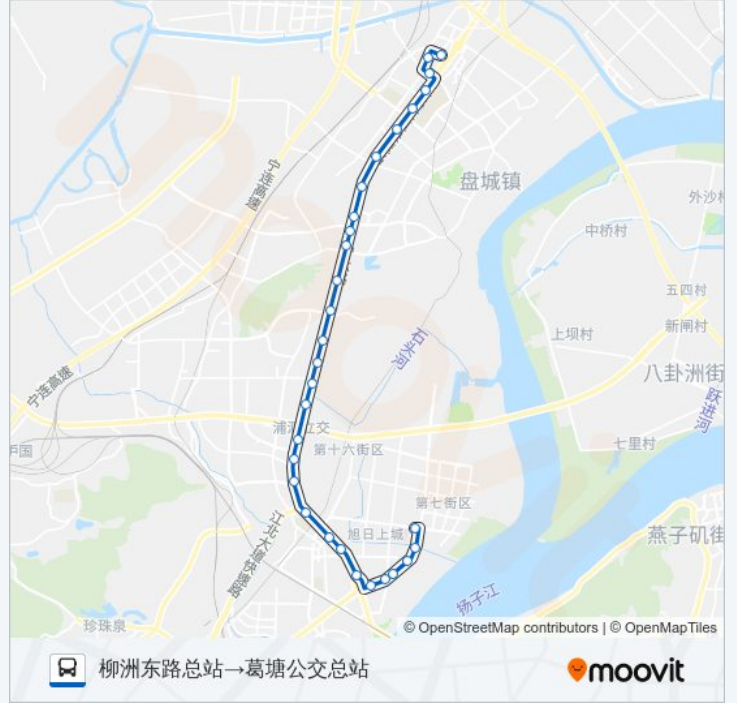 宁连高速
盘城镇
外沙村
中桥村
五四村
新闸村
上坝村
石头河
八卦洲街
宁连高速
跃进河
浦泗立交
第十六街区
七里村
第七街区
江北大道快速路
旭日上城
燕子矶街
扬子江
珍珠泉
© OpenStreetMap contributors | © OpenMapTiles
柳洲东路总站→葛塘公交总站
moovit